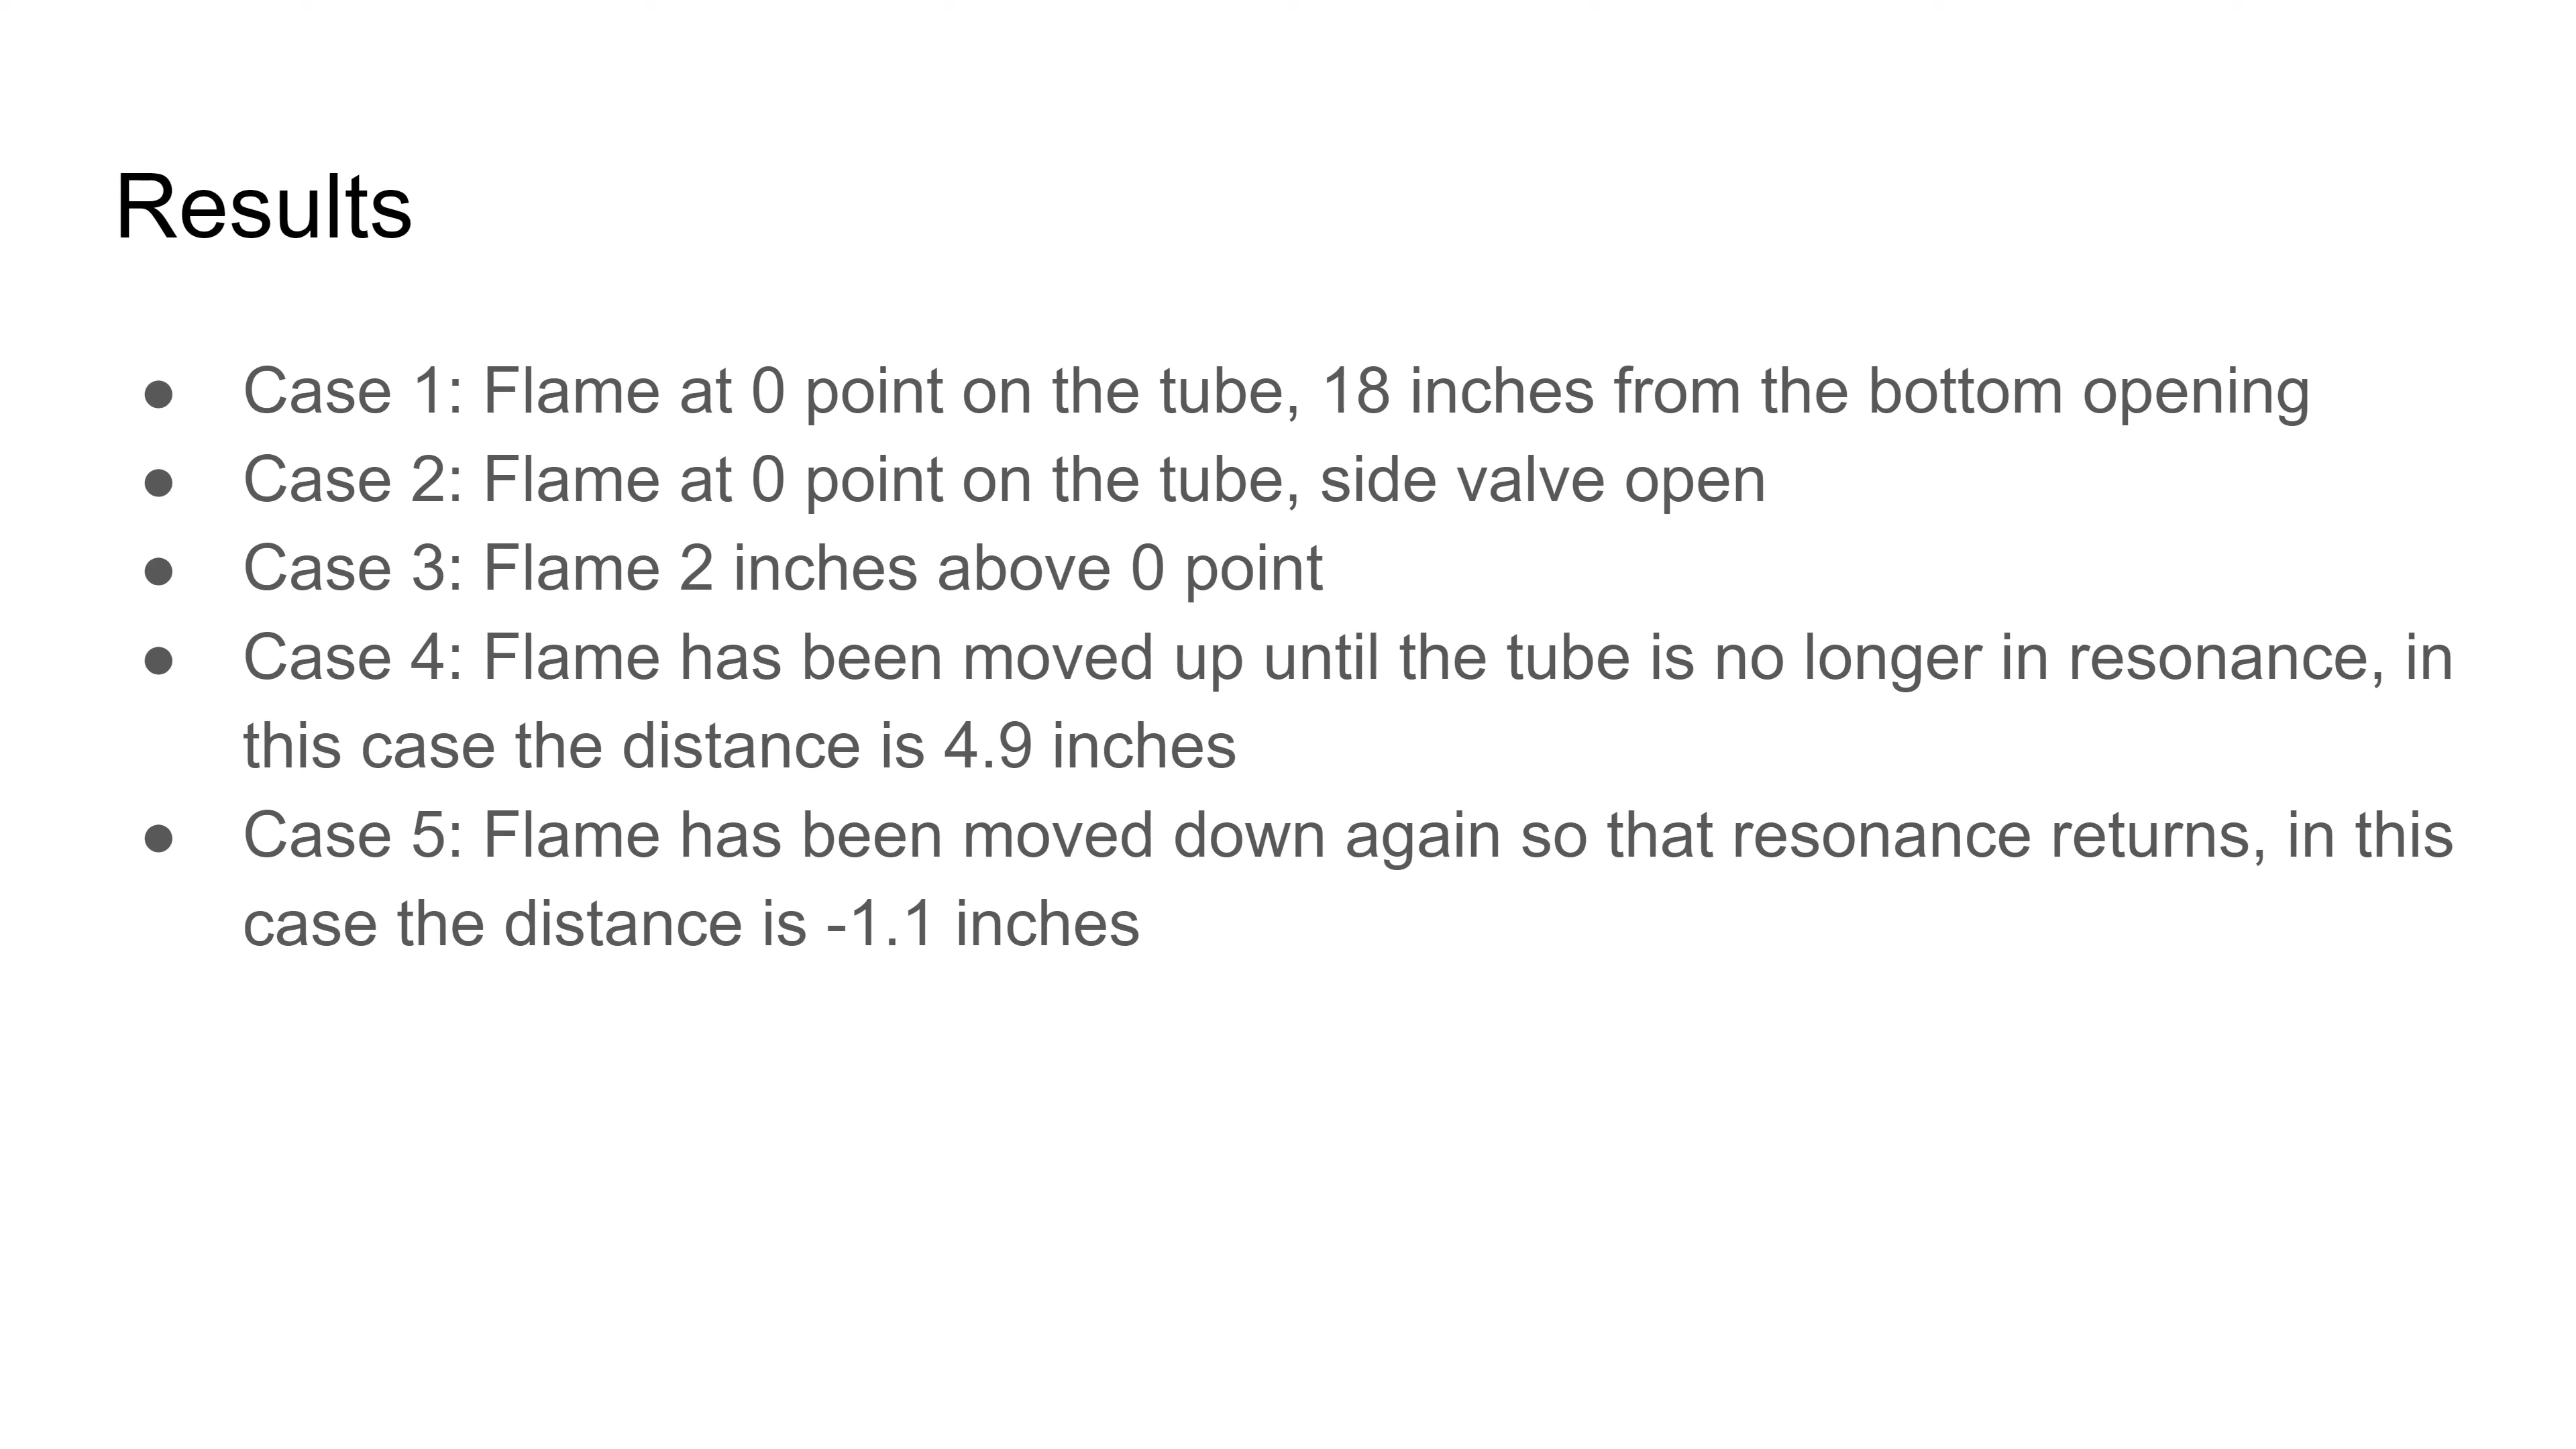 Results
● Case 1: Flame at 0 point on the tube, 18 inches from the bottom opening
● Case 2: Flame at 0 point on the tube, side valve open
● Case 3: Flame 2 inches above 0 point
● Case 4: Flame has been moved up until the tube is no longer in resonance, in
this case the distance is 4.9 inches
● Case 5: Flame has been moved down again so that resonance returns, in this
case the distance is -1.1 inches